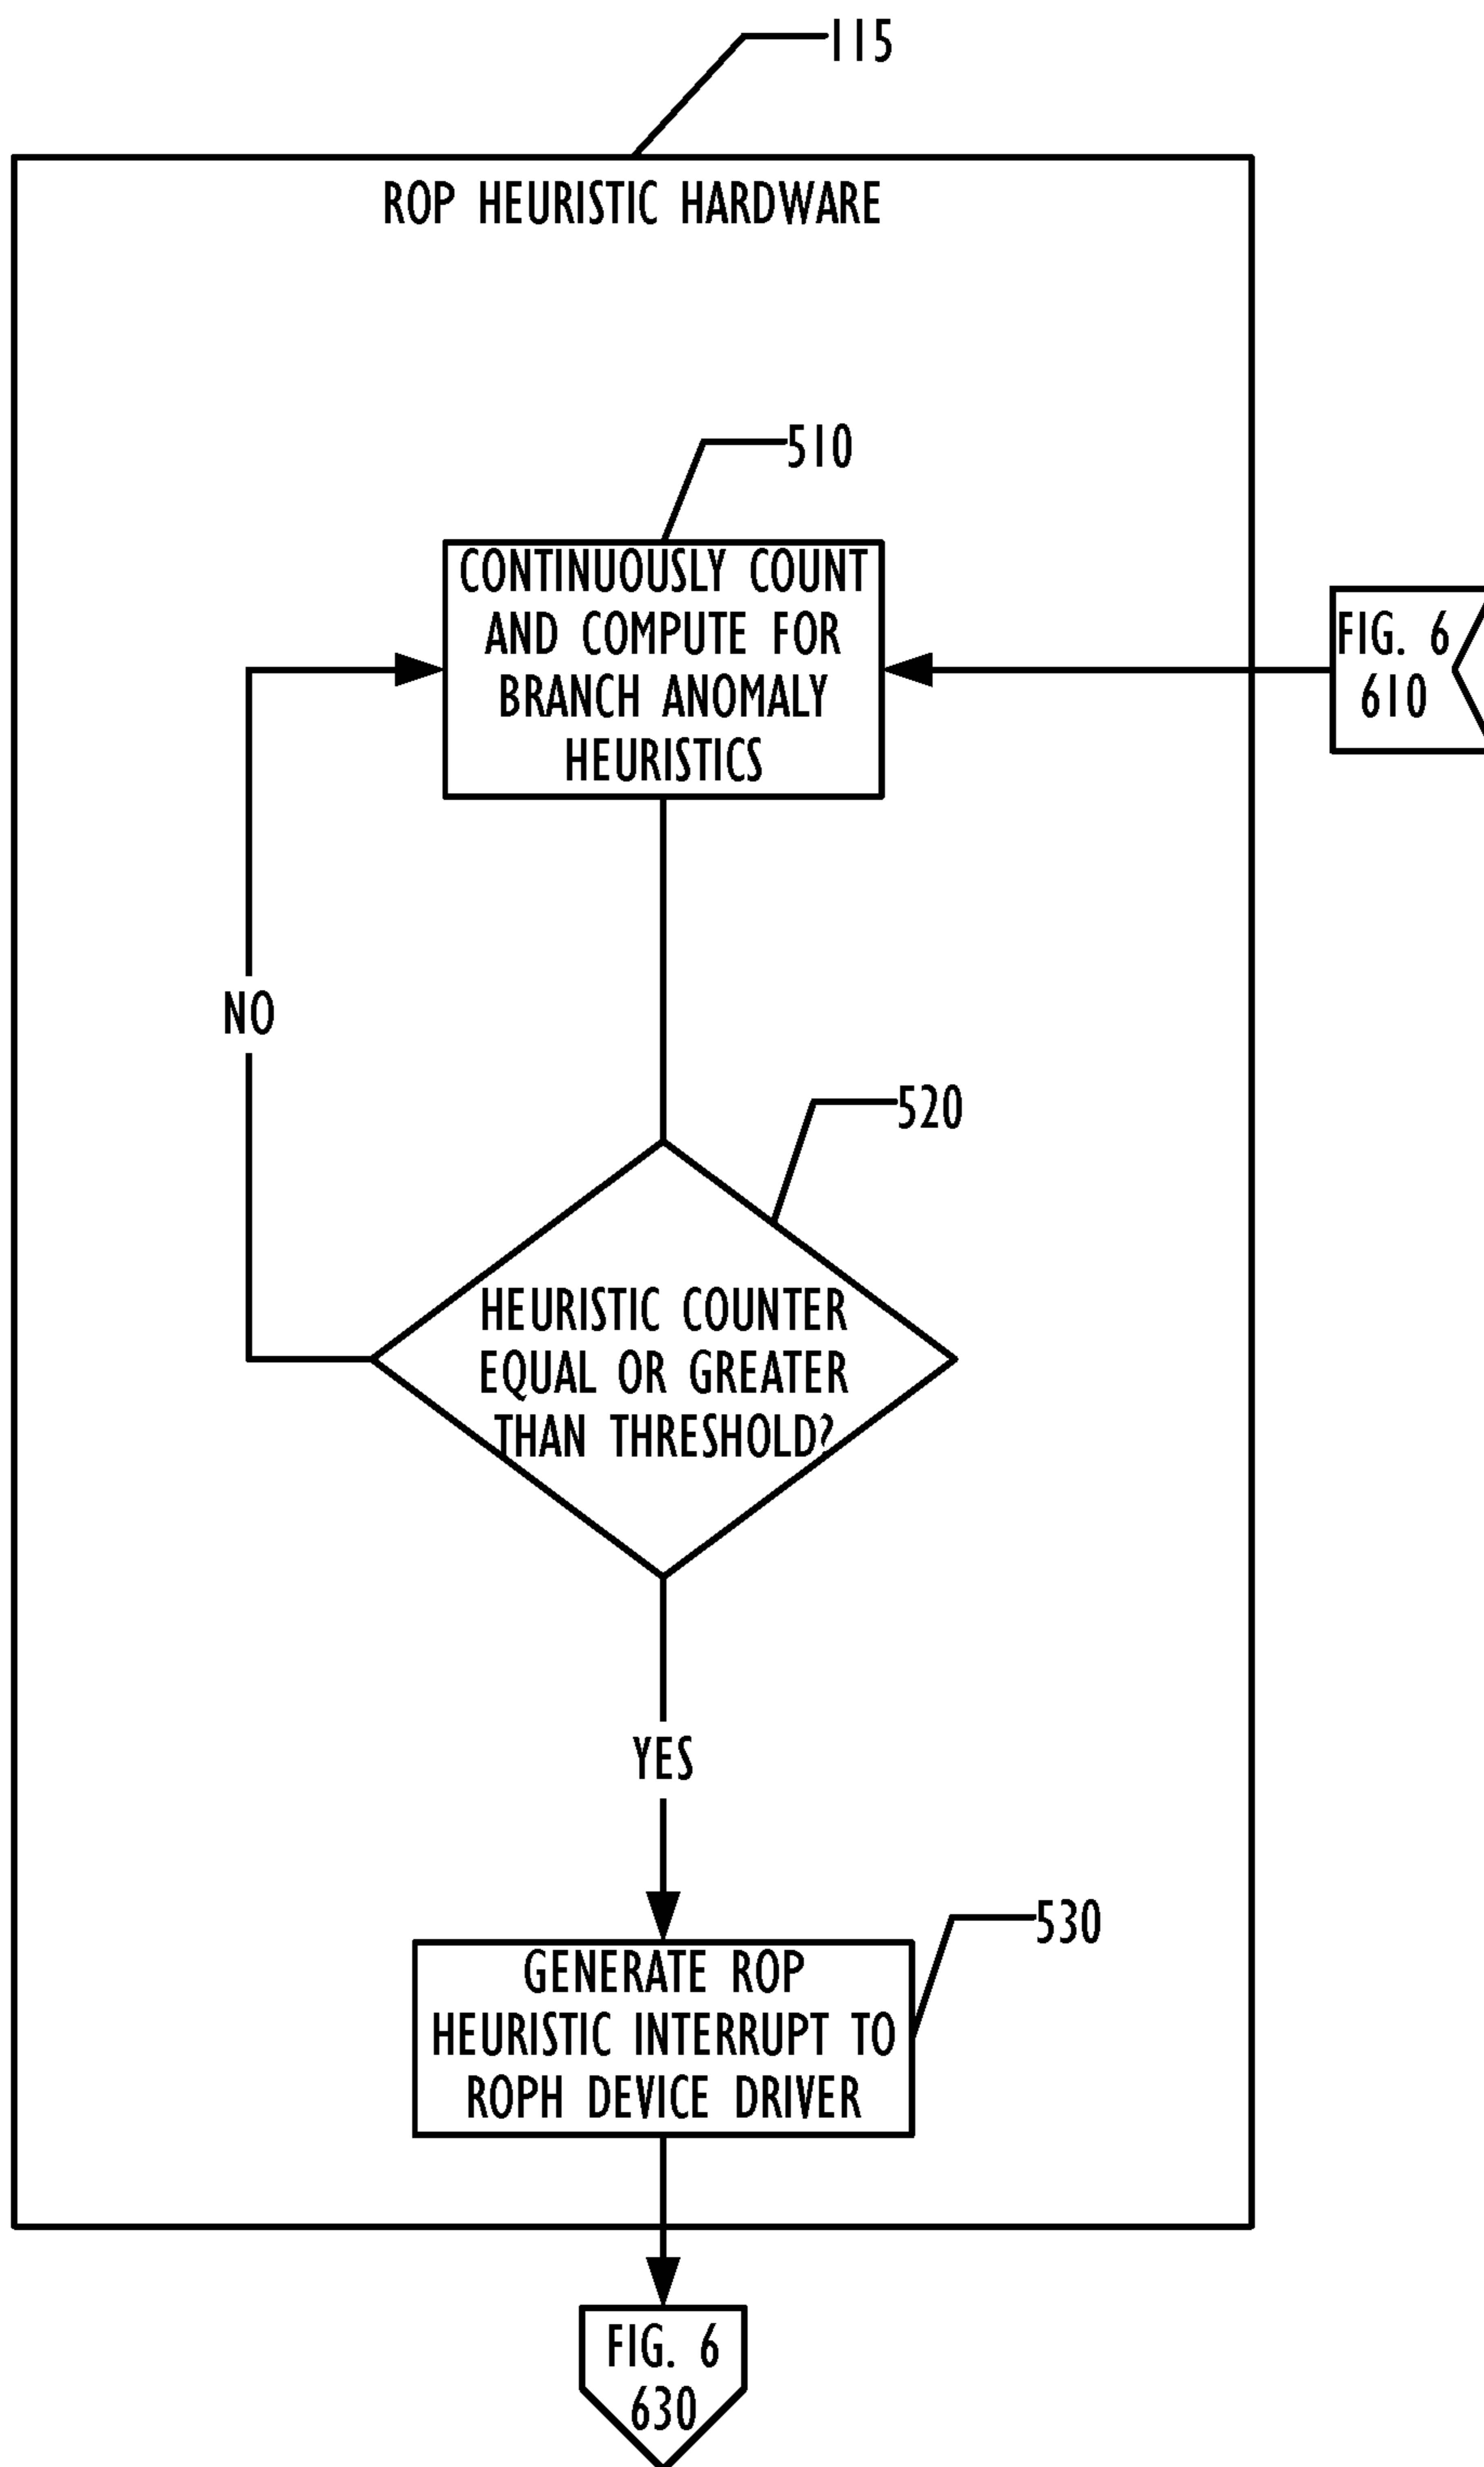 115
ROP HEURISTIC HARDWARE
510
CONTINUOUSLY COUNT
AND COMPUTE FOR
BRANCH ANOMALY
HEURISTICS
FIG. 6
610
NO
520
HEURISTIC COUNTER
EQUAL OR GREATER
THAN THRESHOLD?
YES
530
GENERATE ROP
HEURISTIC INTERRUPT TO
ROPH DEVICE DRIVER
FIG. 6
630